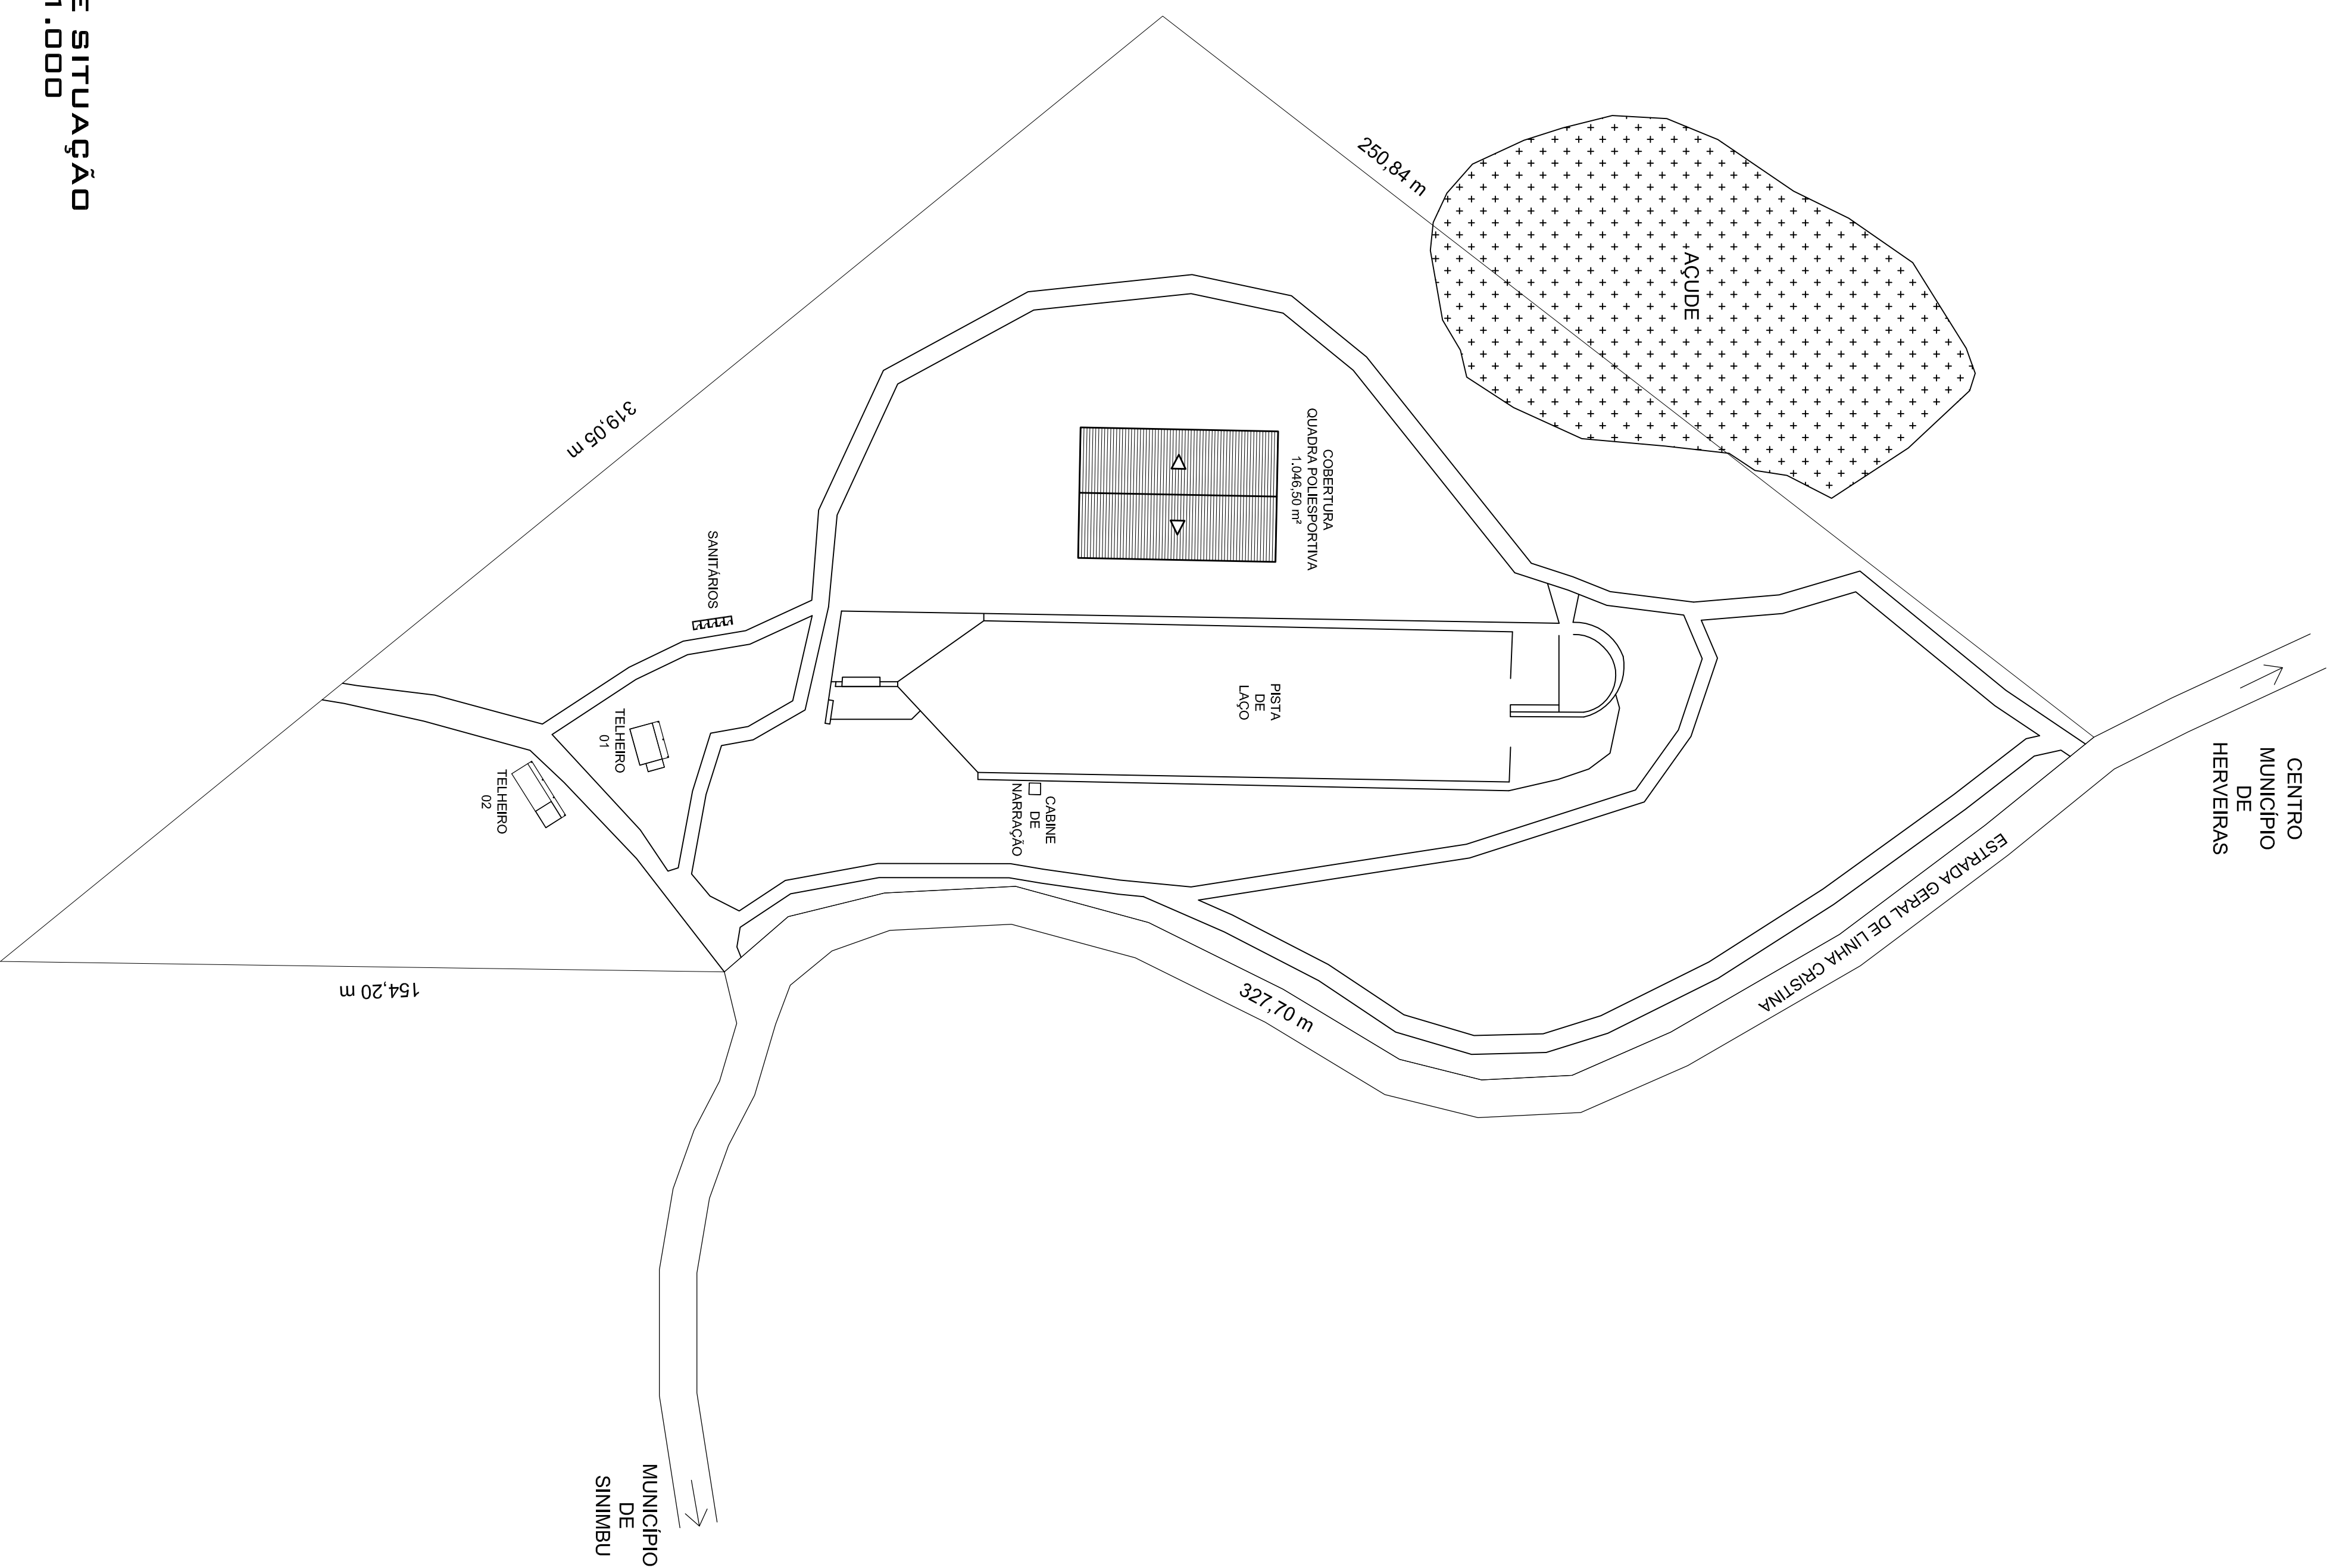 E SITUAÇÃO
1.000
250,84 m
AÇUDE
319,05 m
COBERTURA
QUADRA POLIESPORTIVA
1.046,50 m²
SANITÁRIOS
TELHEIRO
01
TELHEIRO
02
PISTA
DE
LAÇO
CABINE
DE
NARRAÇÃO
CENTRO
MUNICÍPIO
DE
HERVEIRAS
ESTRADA GERAL DE LINHA CRISTINA
327,70 m
154,20 m
MUNICÍPIO
DE
SINIMBU